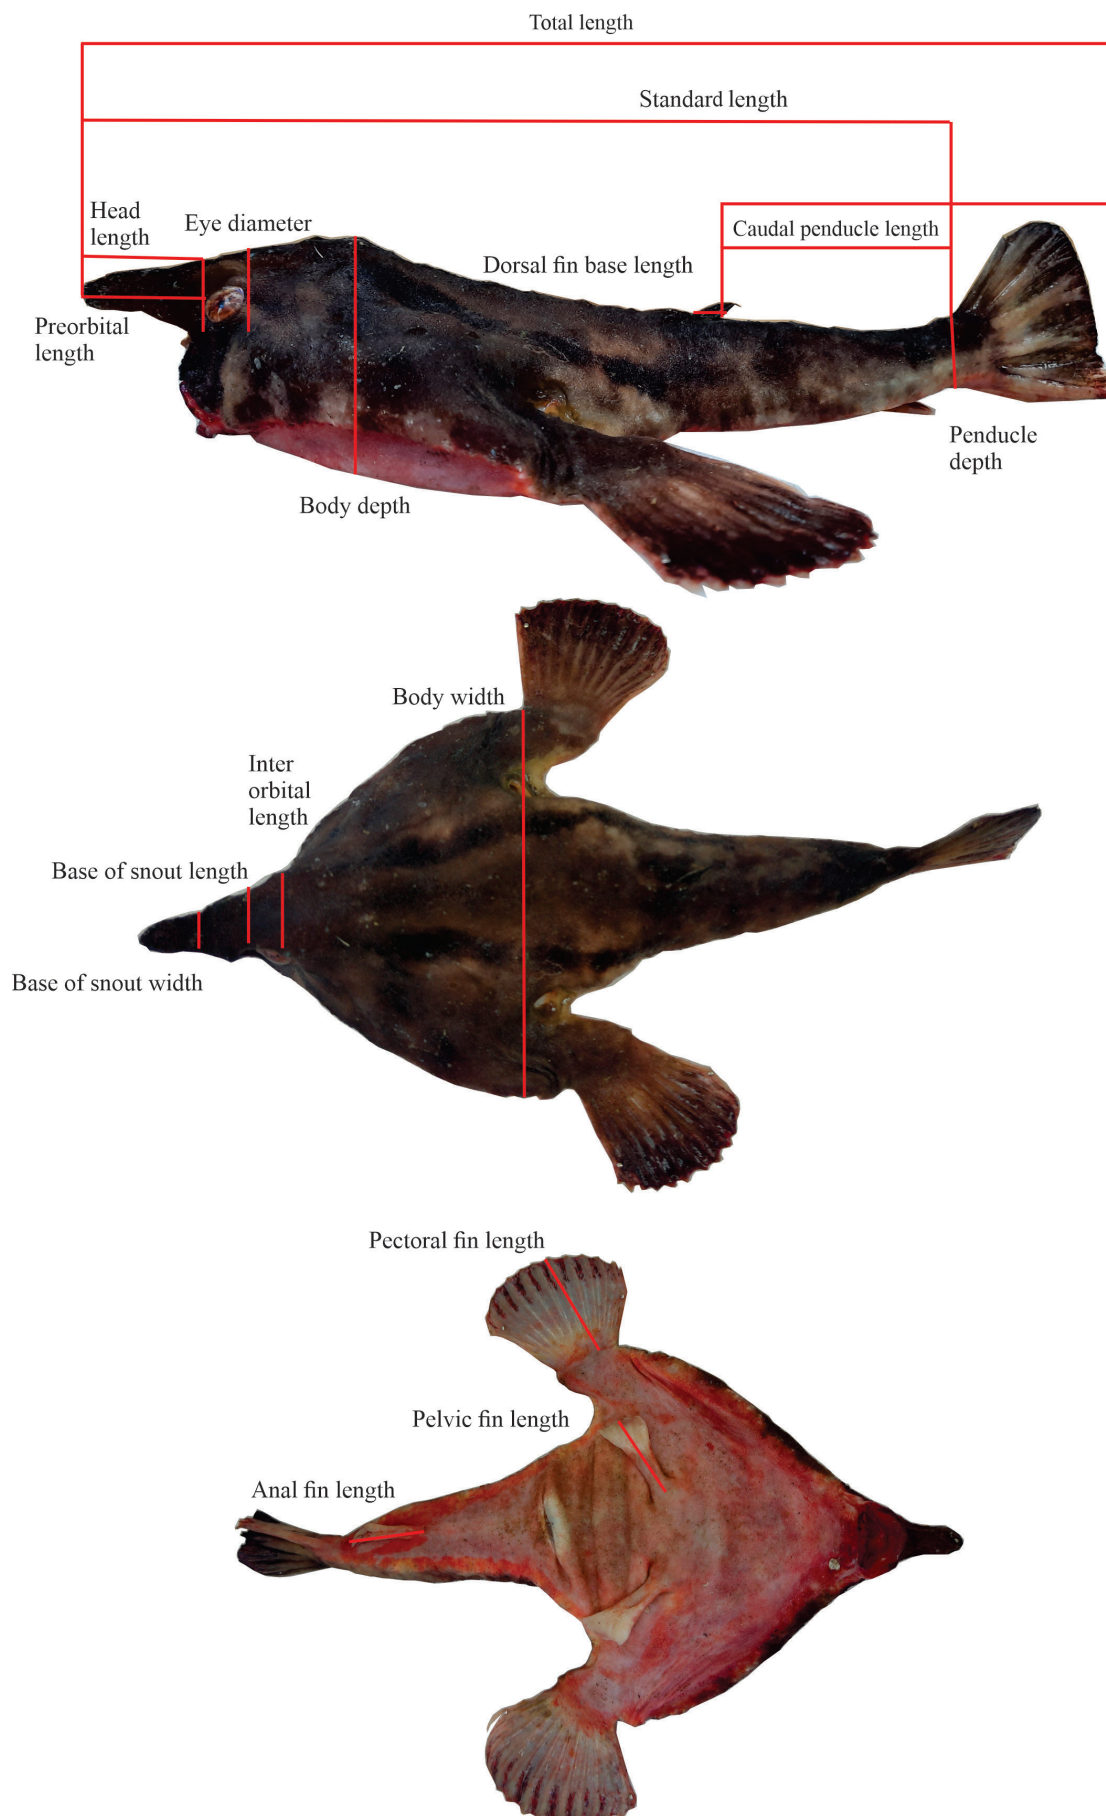 Total length
Standard length
Head
length
Eye diameter
Caudal penducle length
Dorsal fin base length
Preorbital
length
Penducle
depth
Body depth
Body width
Inter
orbital
length
Base of snout length
Base of snout width
Pectoral fin length
Pelvic fin length
Anal fin length